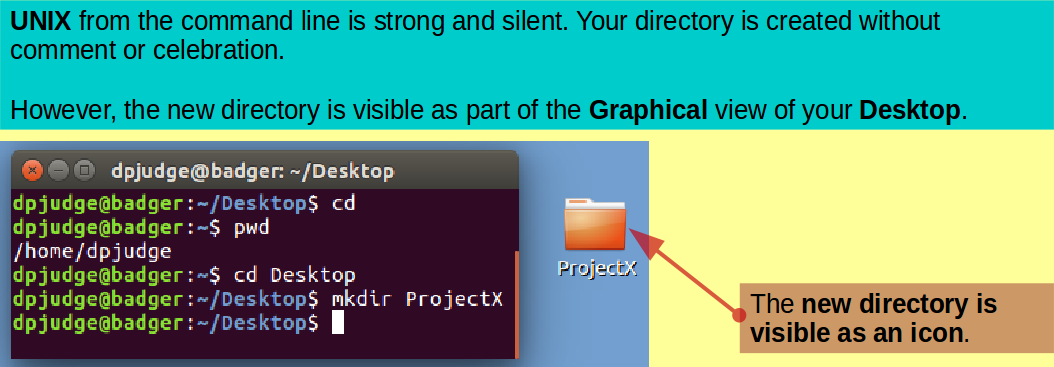 UNIX from the command line is strong and silent. Your directory is created without
comment or celebration.
However, the new directory is visible as part of the Graphical view of your Desktop.
dpjudge@badger: ~/Desktop
dpjudge@badger:~/Desktop$ cd
dpjudge@badger:~$ pwd
/home/dpjudge
dpjudge@badger:~$ cd Desktop
dpjudge@badger:~/Desktop$ mkdir ProjectX
dpjudge@badger:~/Desktop$
ProjectX
The new directory is
visible as an icon.